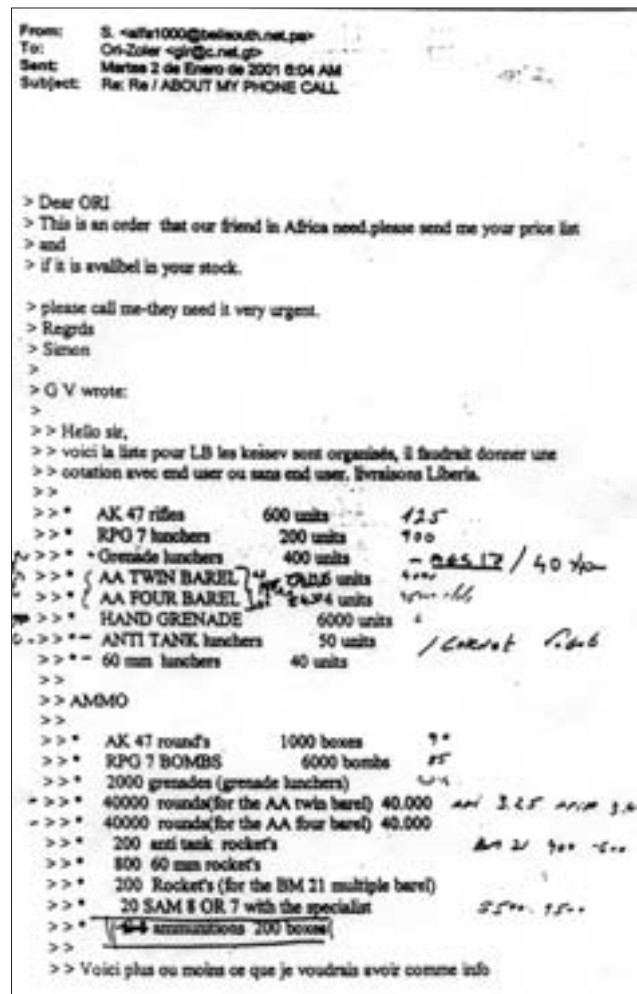 From: S. <alfa1000@bellsouth.net.pa>
To: Ori-Zoler <gir@c.net.gt>
Sent: Martes 2 de Enero de 2001 6:04 AM
Subject: Re: Re / ABOUT MY PHONE CALL
> Dear ORI
> This is an order that our friend in Africa need.please send me your price list
> and
> if it is avalibel in your stock.
> please call me-they need it very urgent.
> Regrds
> Simon
>
> G V wrote:
>
>> Hello sir,
>> voici la liste pour LB les keisev sont organisés, il faudrait donner une
>> cotation avec end user ou sans end user. livraisons Liberia.
>>
>>* AK 47 rifles 600 units 125
>>* RPG 7 lunchers 200 units
>>* Grenade lunchers 400 units / 40
>>* AA TWIN BAREL units
>>* AA FOUR BAREL 4 units
>>* HAND GRENADE 6000 units
>>* ANTI TANK lunchers 50 units
>>* 60 mm lunchers 40 units
>>
>> AMMO
>>
>>* AK 47 round's 1000 boxes
>>* RPG 7 BOMBS 6000 bombs
>>* 2000 grenades (grenade lunchers)
>>* 40000 rounds(for the AA twin barel) 40.000 3.25
>>* 40000 rounds(for the AA four barel) 40.000
>>* 200 anti tank rocket's
>>* 800 60 mm rocket's
>>* 200 Rocket's (for the BM 21 multiple barel)
>>* 20 SAM 8 OR 7 with the specialist
>>* ammunitions 200 boxes
>>
>> Voici plus ou moins ce que je voudrais avoir comme info